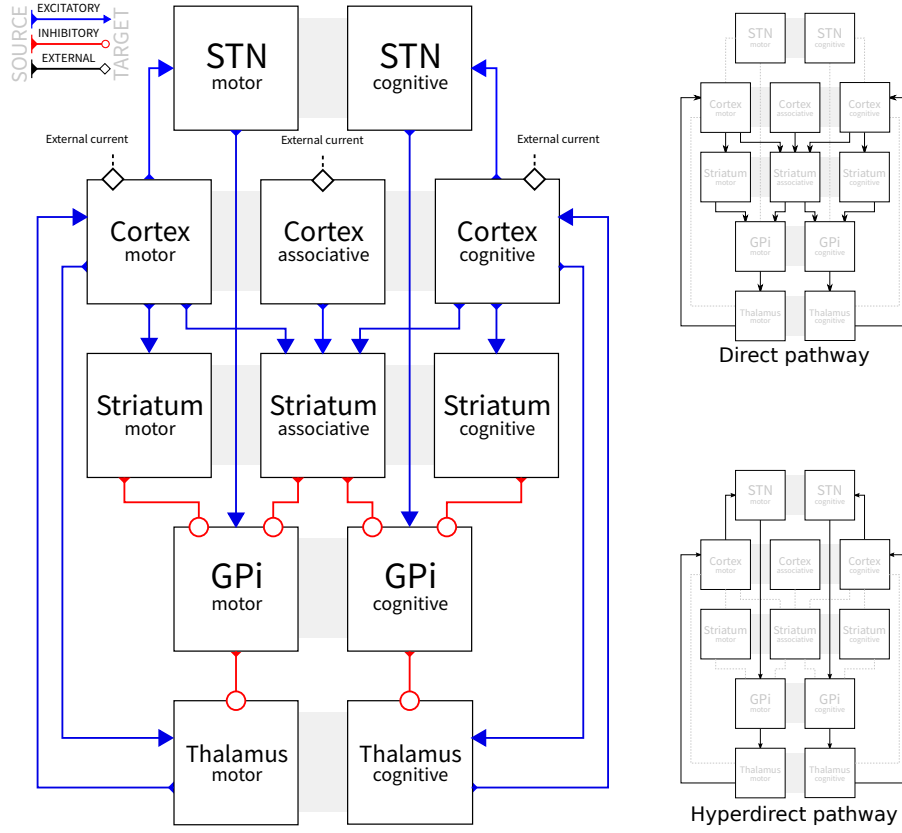 SOURCE
EXCITATORY
INHIBITORY
EXTERNAL
TARGET
STN
motor
STN
cognitive
External current
External current
External current
Cortex
motor
Cortex
associative
Cortex
cognitive
Striatum
motor
Striatum
associative
Striatum
cognitive
GPi
motor
GPi
cognitive
Thalamus
motor
Thalamus
cognitive
STN
motor
STN
cognitive
Cortex
motor
Cortex
associative
Cortex
cognitive
Striatum
motor
Striatum
associative
Striatum
cognitive
GPi
motor
GPi
cognitive
Thalamus
motor
Thalamus
cognitive
Direct pathway
STN
motor
STN
cognitive
Cortex
motor
Cortex
associative
Cortex
cognitive
Striatum
motor
Striatum
associative
Striatum
cognitive
GPi
motor
GPi
cognitive
Thalamus
motor
Thalamus
cognitive
Hyperdirect pathway